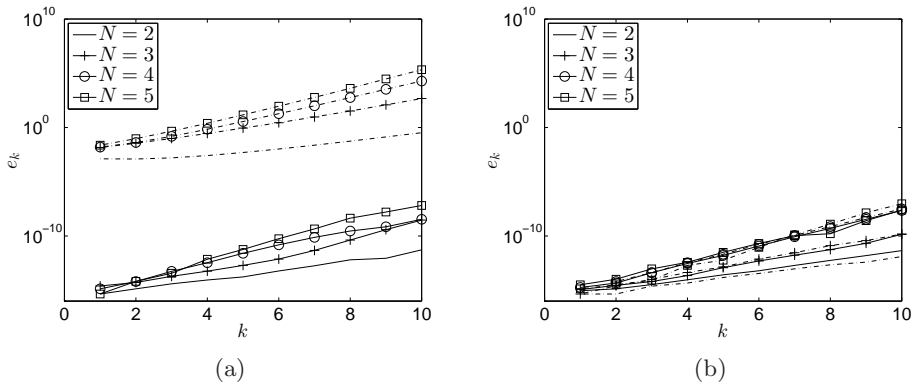 10^10
N = 2
N = 3
N = 4
N = 5
10^0
e_k
10^-10
0 2 4 6 8 10
k
(a)
10^10
N = 2
N = 3
N = 4
N = 5
10^0
e_k
10^-10
0 2 4 6 8 10
k
(b)